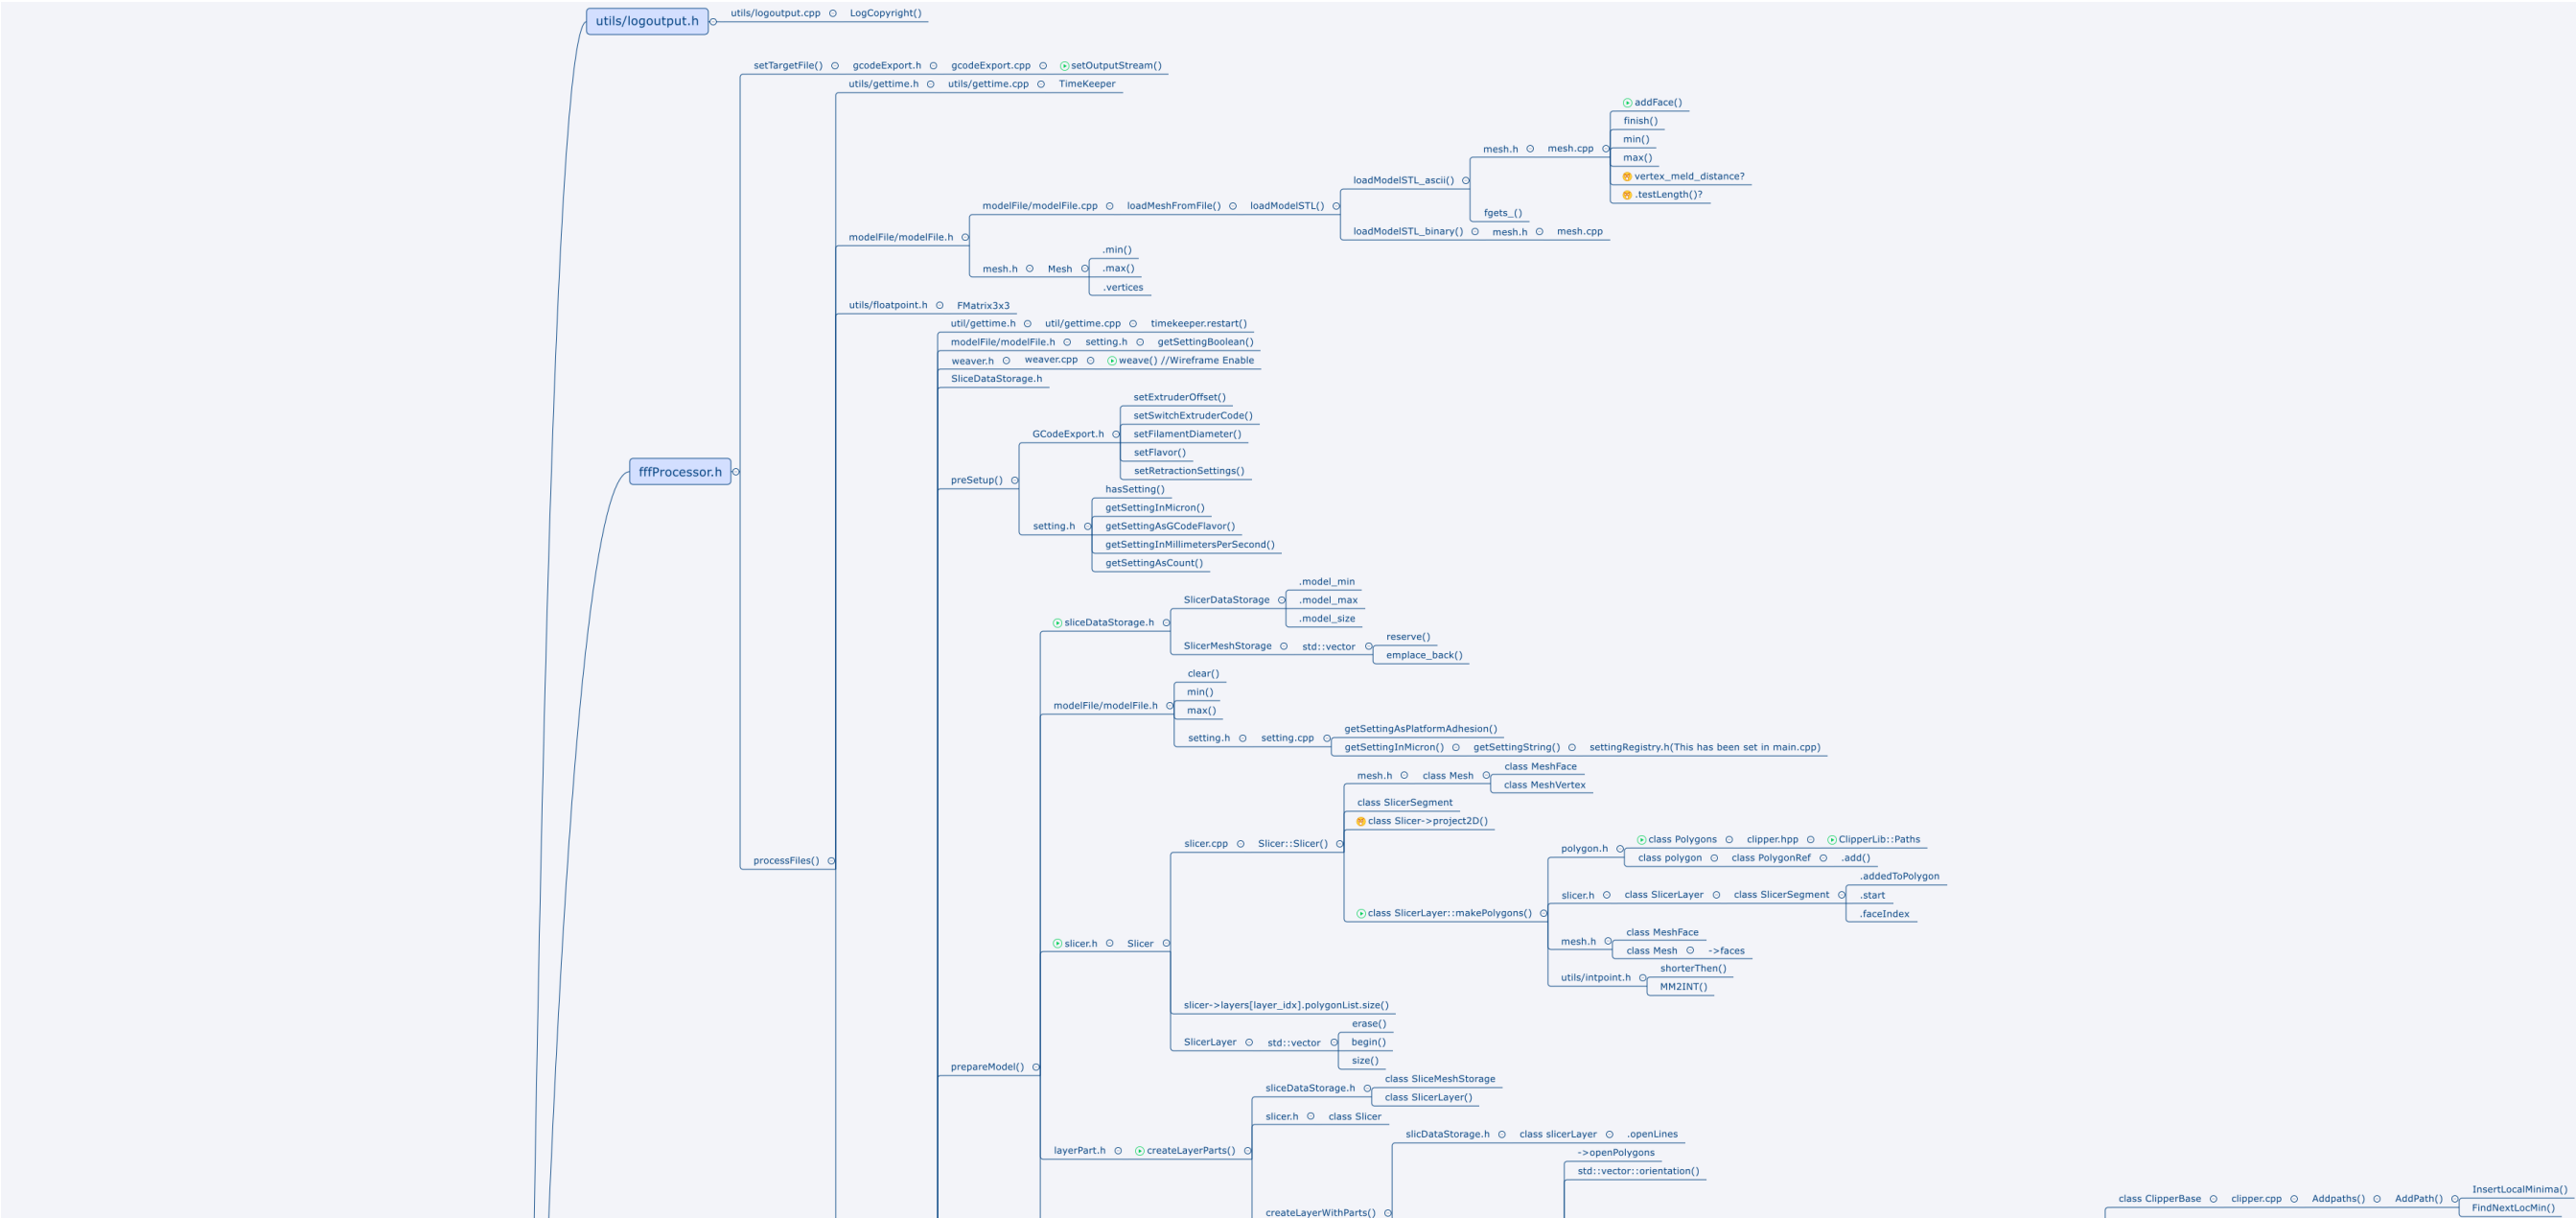 utils/logoutput.h
utils/logoutput.cpp LogCopyright()
setTargetFile() gcodeExport.h gcodeExport.cpp setOutputStream()
utils/gettime.h utils/gettime.cpp TimeKeeper
addFace()
finish()
min()
mesh.h mesh.cpp
max()
vertex_meld_distance?
loadModelSTL_ascii()
.testLength()?
modelFile/modelFile.cpp loadMeshFromFile() loadModelSTL()
fgets_()
loadModelSTL_binary() mesh.h mesh.cpp
modelFile/modelFile.h
.min()
mesh.h Mesh .max()
.vertices
utils/floatpoint.h FMatrix3x3
util/gettime.h util/gettime.cpp timekeeper.restart()
modelFile/modelFile.h setting.h getSettingBoolean()
weaver.h weaver.cpp weave() //Wireframe Enable
SliceDataStorage.h
setExtruderOffset()
setSwitchExtruderCode()
GCodeExport.h setFilamentDiameter()
setFlavor()
fffProcessor.h
setRetractionSettings()
preSetup()
hasSetting()
getSettingInMicron()
setting.h getSettingAsGCodeFlavor()
getSettingInMillimetersPerSecond()
getSettingAsCount()
.model_min
SlicerDataStorage .model_max
.model_size
sliceDataStorage.h
reserve()
SlicerMeshStorage std::vector
emplace_back()
clear()
min()
modelFile/modelFile.h
max()
getSettingAsPlatformAdhesion()
setting.h setting.cpp
getSettingInMicron() getSettingString() settingRegistry.h(This has been set in main.cpp)
class MeshFace
mesh.h class Mesh
class MeshVertex
class SlicerSegment
class Slicer->project2D()
class Polygons clipper.hpp ClipperLib::Paths
slicer.cpp Slicer::Slicer()
polygon.h
class polygon class PolygonRef .add()
processFiles()
.addedToPolygon
slicer.h class SlicerLayer class SlicerSegment .start
class SlicerLayer::makePolygons()
.faceIndex
class MeshFace
mesh.h
slicer.h Slicer
class Mesh ->faces
shorterThen()
utils/intpoint.h
MM2INT()
slicer->layers[layer_idx].polygonList.size()
erase()
SlicerLayer std::vector begin()
size()
prepareModel()
class SliceMeshStorage
sliceDataStorage.h
class SlicerLayer()
slicer.h class Slicer
slicDataStorage.h class slicerLayer .openLines
layerPart.h createLayerParts()
->openPolygons
std::vector::orientation()
InsertLocalMinima()
class ClipperBase clipper.cpp Addpaths() AddPath()
FindNextLocMin()
createLayerWithParts()